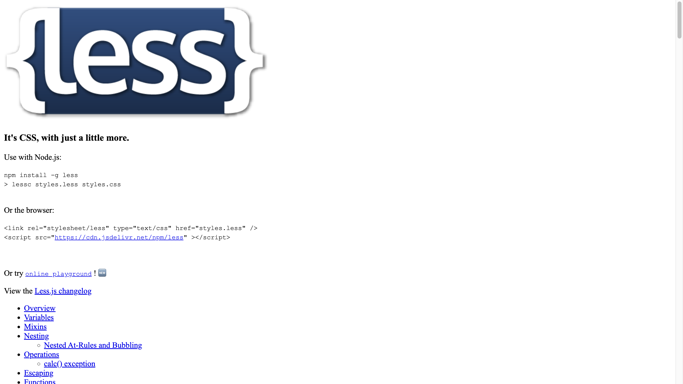 {less}
It's CSS, with just a little more.
Use with Node.js:
npm install -g less
> lessc styles.less styles.css
Or the browser:
<link rel="stylesheet/less" type="text/css" href="styles.less" />
<script src="https://cdn.jsdelivr.net/npm/less" ></script>
Or try online playground ! 🆕
View the Less.js changelog
Overview
Variables
Mixins
Nesting
Nested At-Rules and Bubbling
Operations
calc() exception
Escaping
Functions